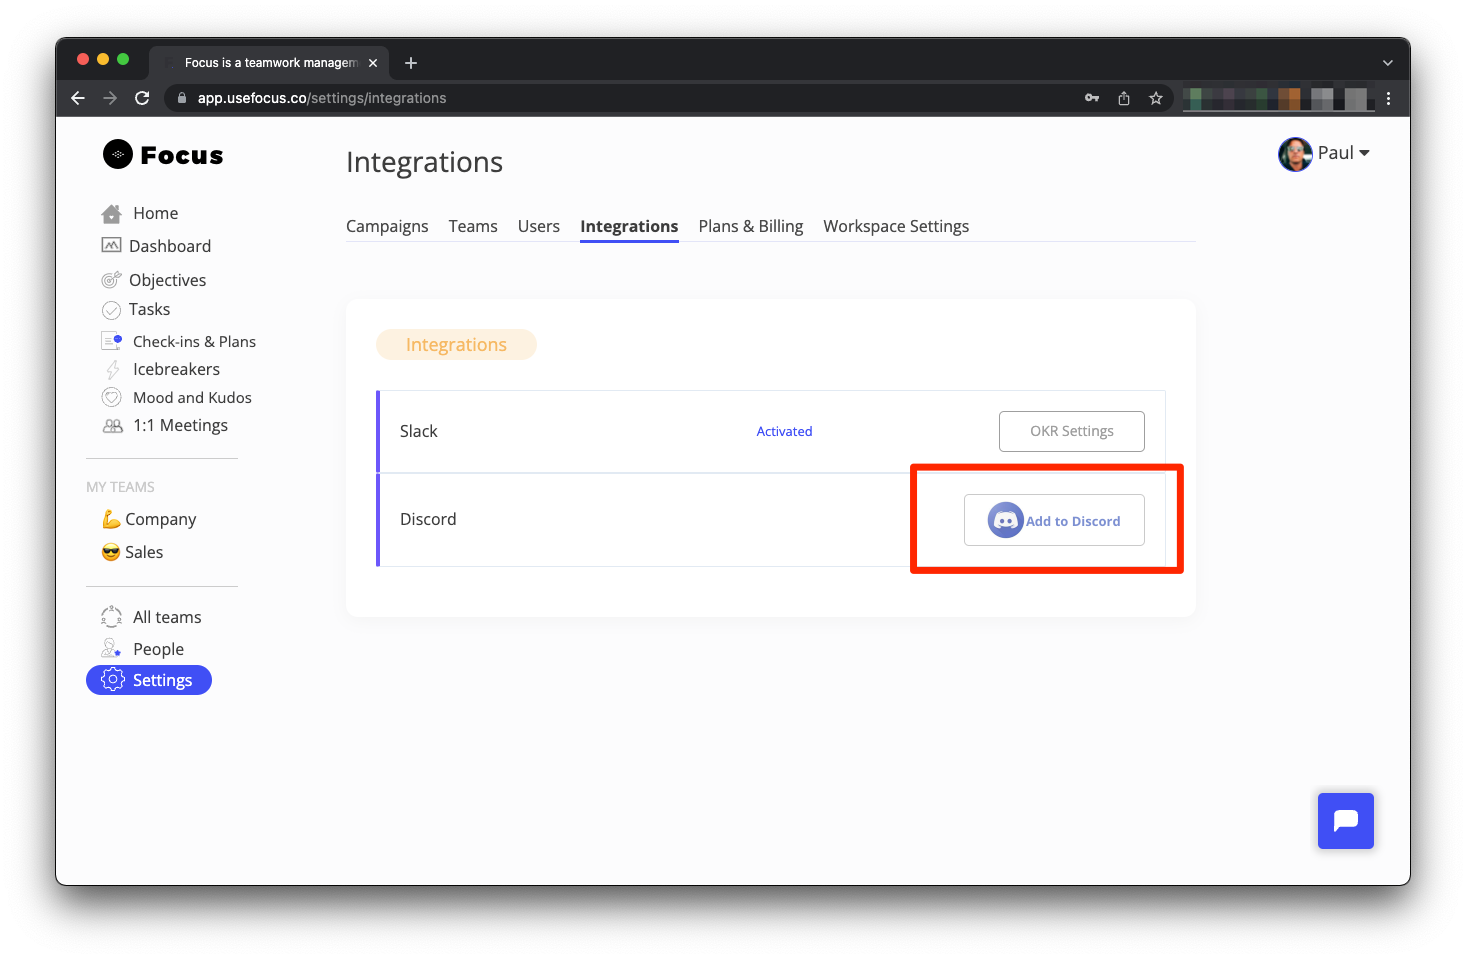 Focus is a teamwork managem
app.usefocus.co/settings/integrations
Focus
Integrations
Paul
Home
Dashboard
Objectives
Tasks
Check-ins & Plans
Icebreakers
Mood and Kudos
1:1 Meetings
MY TEAMS
Company
Sales
All teams
People
Settings
Campaigns Teams Users Integrations Plans & Billing Workspace Settings
Integrations
Slack Activated OKR Settings
Discord Add to Discord